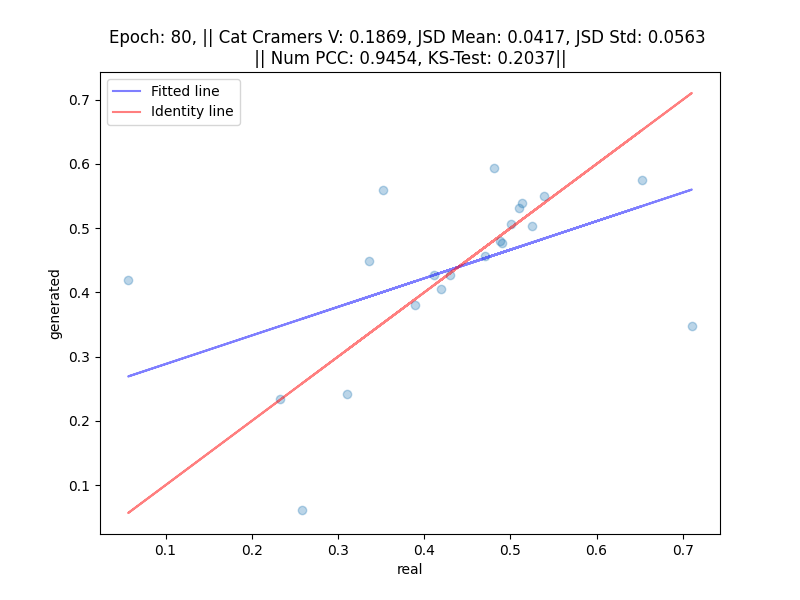 Epoch: 80, || Cat Cramers V: 0.1869, JSD Mean: 0.0417, JSD Std: 0.0563
|| Num PCC: 0.9454, KS-Test: 0.2037||
Fitted line
Identity line
generated
0.7
0.6
0.5
0.4
0.3
0.2
0.1
0.1 0.2 0.3 0.4 0.5 0.6 0.7
real